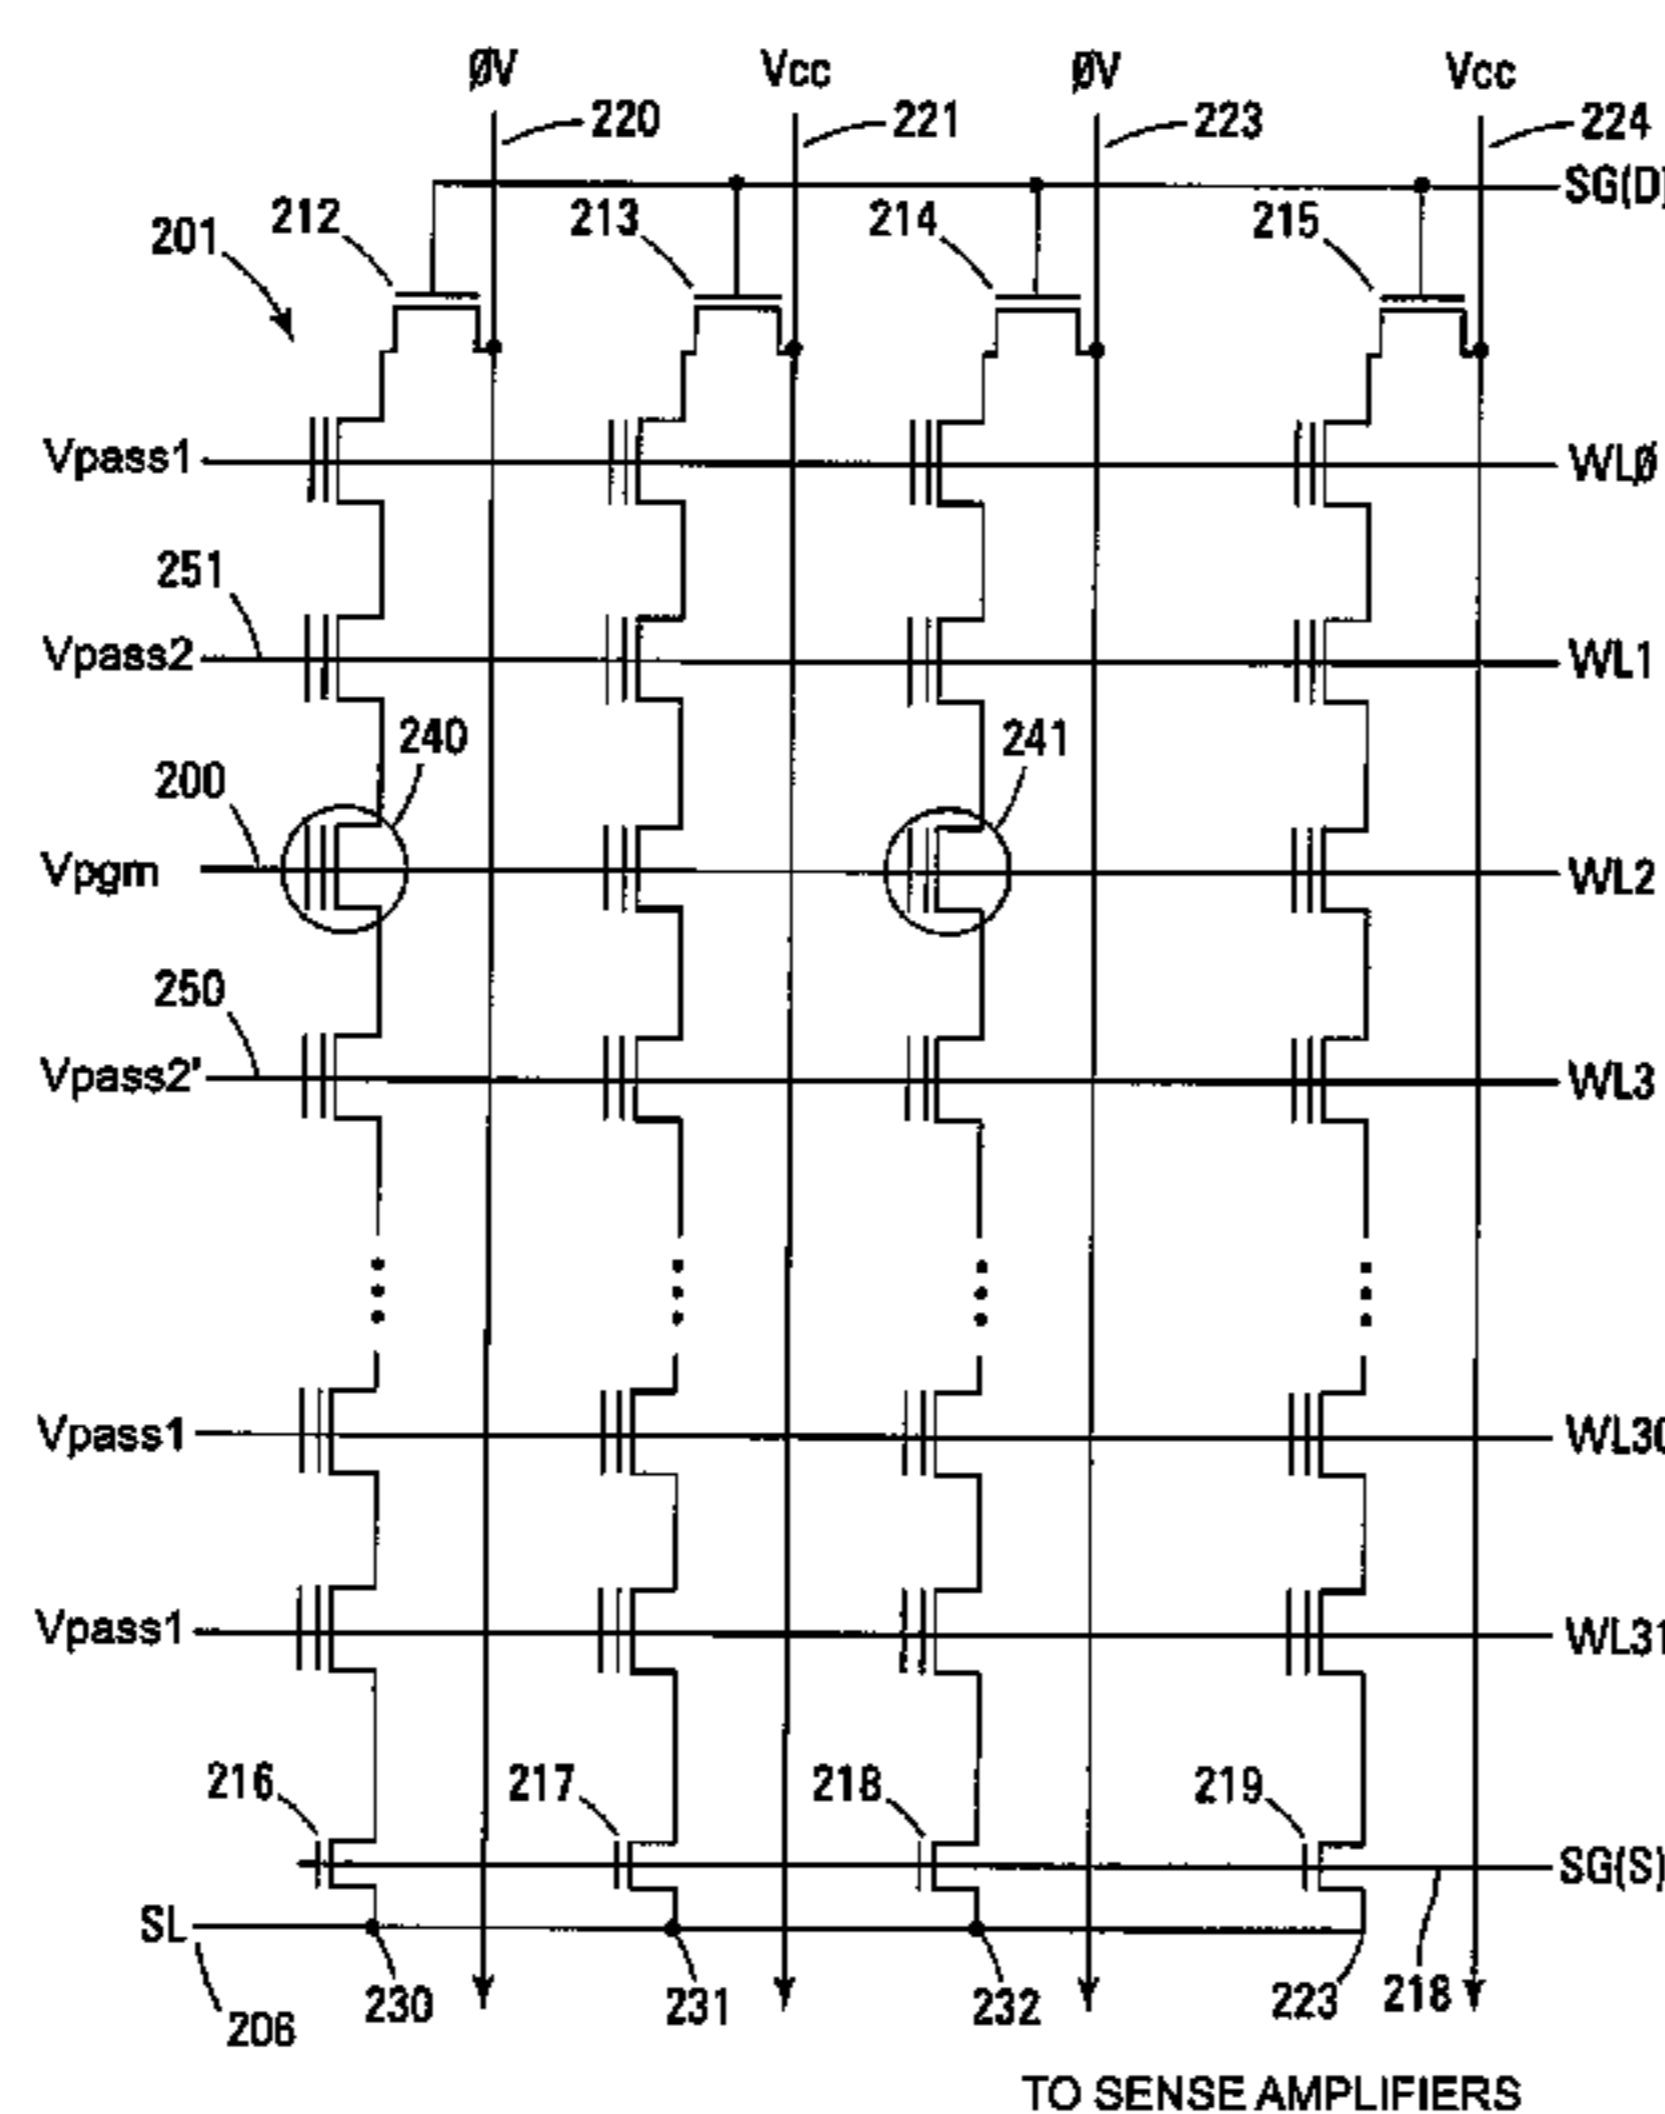 ØV Vcc ØV Vcc
220 221 223 224
SG(D)
201 212 213 214 215
Vpass1 WLØ
251
Vpass2 WL1
240 241
200
Vpgm WL2
250
Vpass2' WL3
Vpass1 WL30
Vpass1 WL31
216 217 218 219
SG(S)
SL
206 230 231 232 223 218
TO SENSE AMPLIFIERS